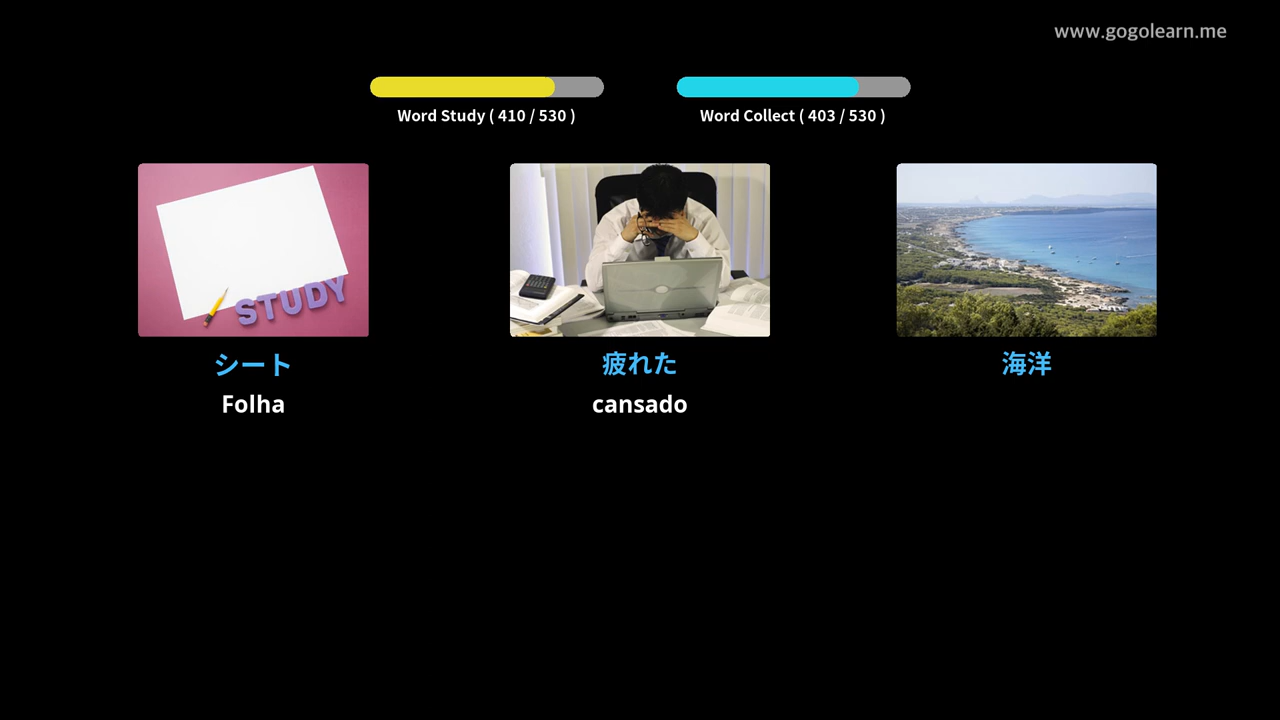 www.gogolearn.me
Word Study ( 410 / 530 )
Word Collect ( 403 / 530 )
STUDY
シート
疲れた
海洋
Folha
cansado